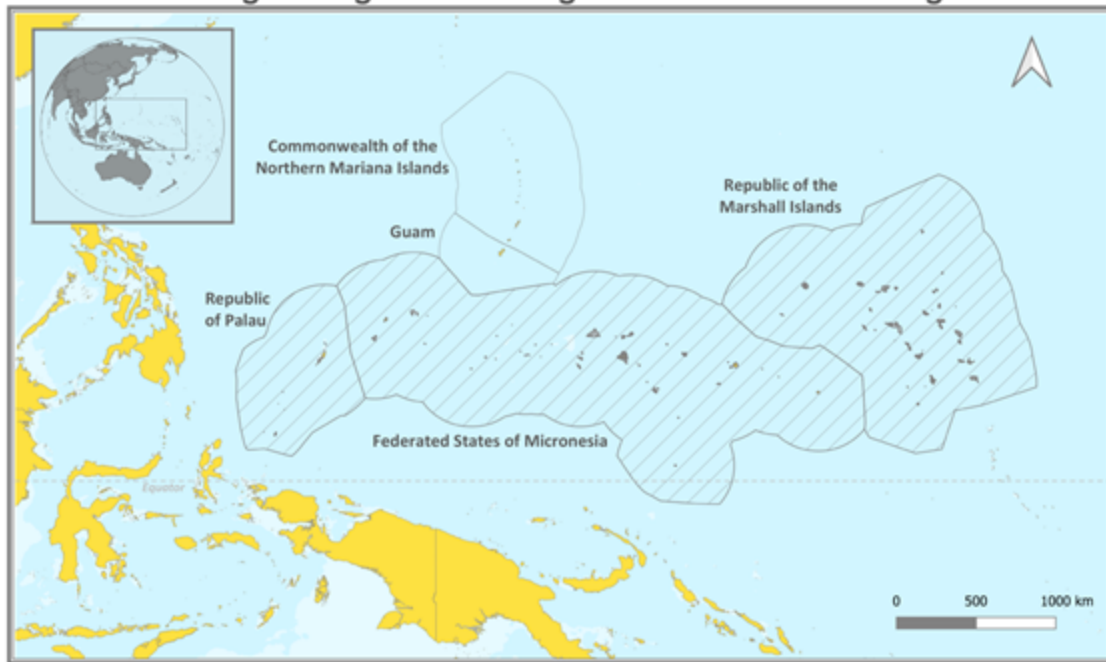 Commonwealth of the
Northern Mariana Islands
Republic of the
Marshall Islands
Guam
Republic
of Palau
Federated States of Micronesia
Equator
0 500 1000 km